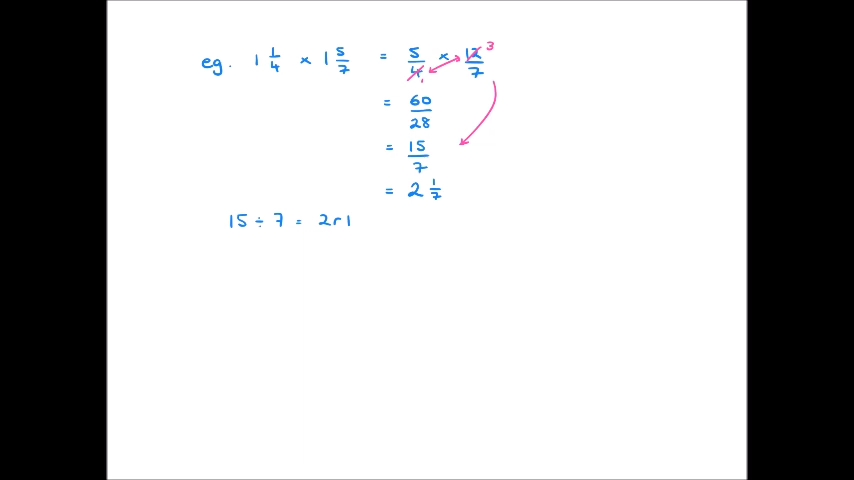 eg. 1 1/4 × 1 5/7 = 5/4 1 × 12/7 3
= 60/28
= 15/7
= 2 1/7
15 ÷ 7 = 2r1